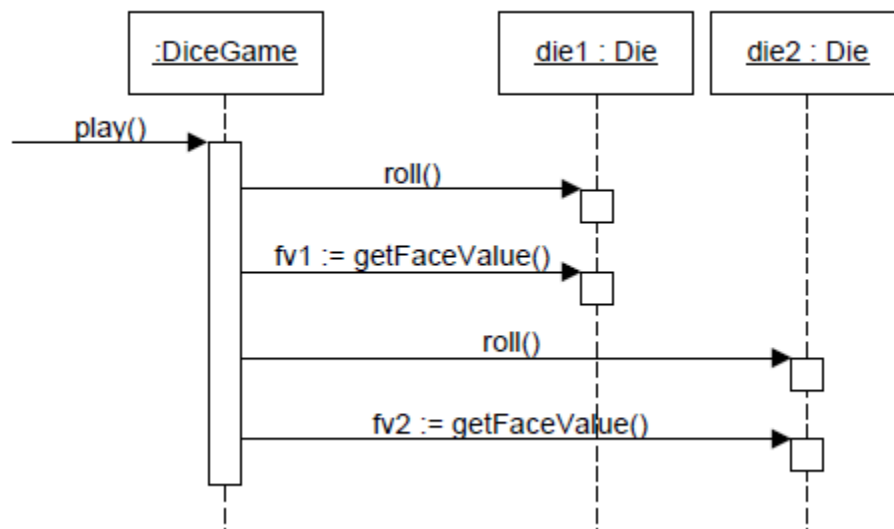 :DiceGame
die1 : Die
die2 : Die
play()
roll()
fv1 := getFaceValue()
roll()
fv2 := getFaceValue()